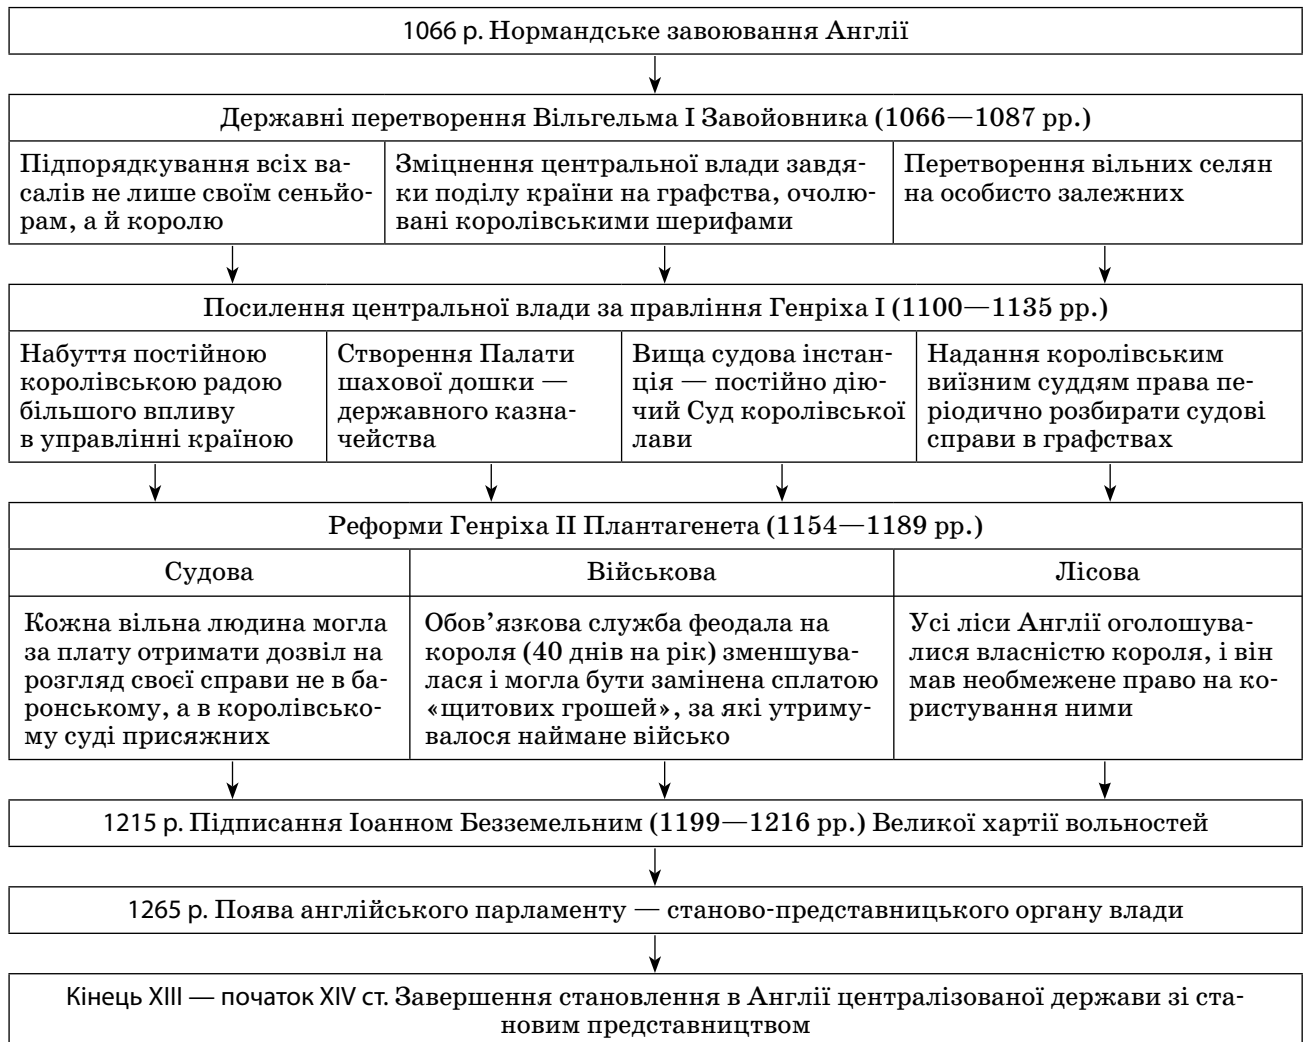 1066 р. Нормандське завоювання Англії
Державні перетворення Вільгельма I Завойовника (1066—1087 рр.)
Підпорядкування всіх ва-
салів не лише своїм сеньйо-
рам, а й королю
Зміцнення центральної влади завдя-
ки поділу країни на графства, очолю-
вані королівськими шерифами
Перетворення вільних селян
на особисто залежних
Посилення центральної влади за правління Генріха I (1100—1135 рр.)
Набуття постійною
королівською радою
більшого впливу
в управлінні країною
Створення Палати
шахової дошки —
державного казна-
чейства
Вища судова інстан-
ція — постійно дію-
чий Суд королівської
лави
Надання королівським
виїзним суддям права пе-
ріодично розбирати судові
справи в графствах
Реформи Генріха II Плантагенета (1154—1189 рр.)
Судова
Військова
Лісова
Кожна вільна людина могла
за плату отримати дозвіл на
розгляд своєї справи не в ба-
ронському, а в королівсько-
му суді присяжних
Обов’язкова служба феодала на
короля (40 днів на рік) зменшува-
лася і могла бути замінена сплатою
«щитових грошей», за які утриму-
валося наймане військо
Усі ліси Англії оголошува-
лися власністю короля, і він
мав необмежене право на ко-
ристування ними
1215 р. Підписання Іоанном Безземельним (1199—1216 рр.) Великої хартії вольностей
1265 р. Поява англійського парламенту — станово-представницького органу влади
Кінець XIII — початок XIV ст. Завершення становлення в Англії централізованої держави зі ста-
новим представництвом